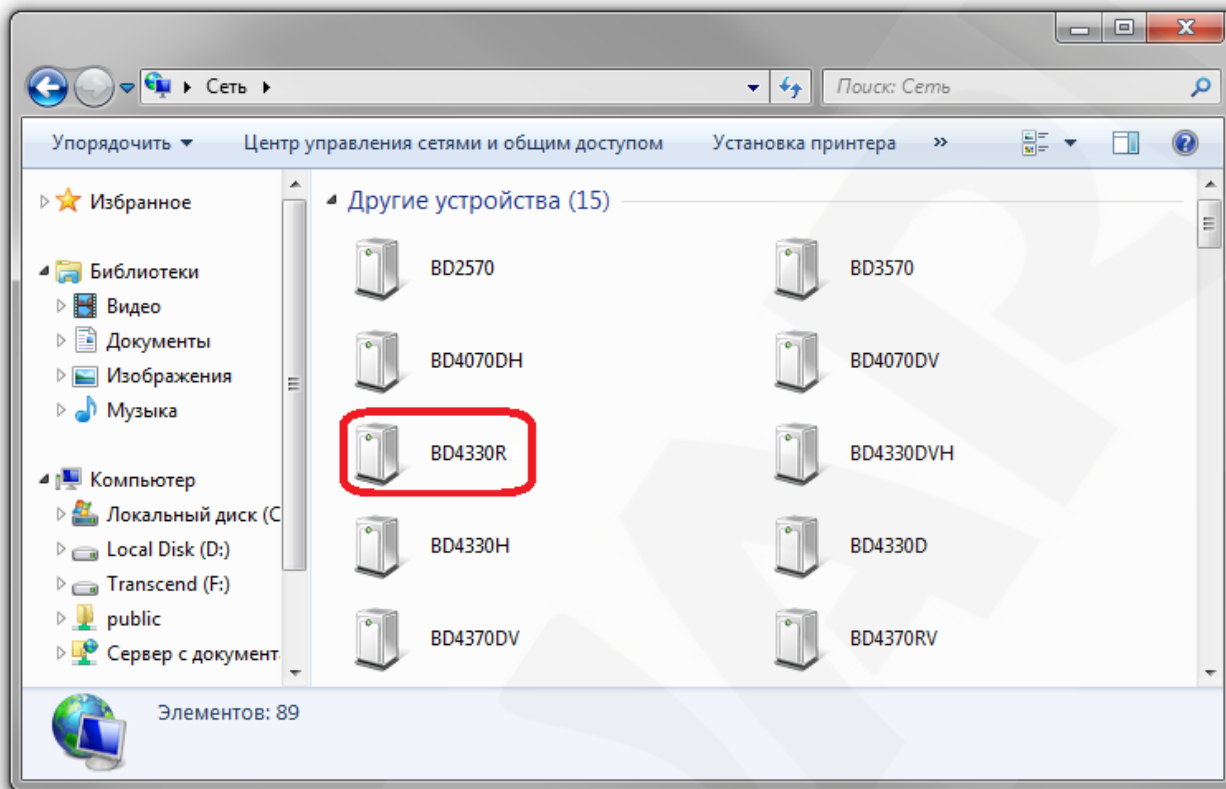 Сеть
Поиск: Сеть
Упорядочить Центр управления сетями и общим доступом Установка принтера »
Избранное
Библиотеки
Видео
Документы
Изображения
Музыка
Компьютер
Локальный диск (C
Local Disk (D:)
Transcend (F:)
public
Сервер с документ
Другие устройства (15)
BD2570 BD3570
BD4070DH BD4070DV
BD4330R BD4330DVH
BD4330H BD4330D
BD4370DV BD4370RV
Элементов: 89